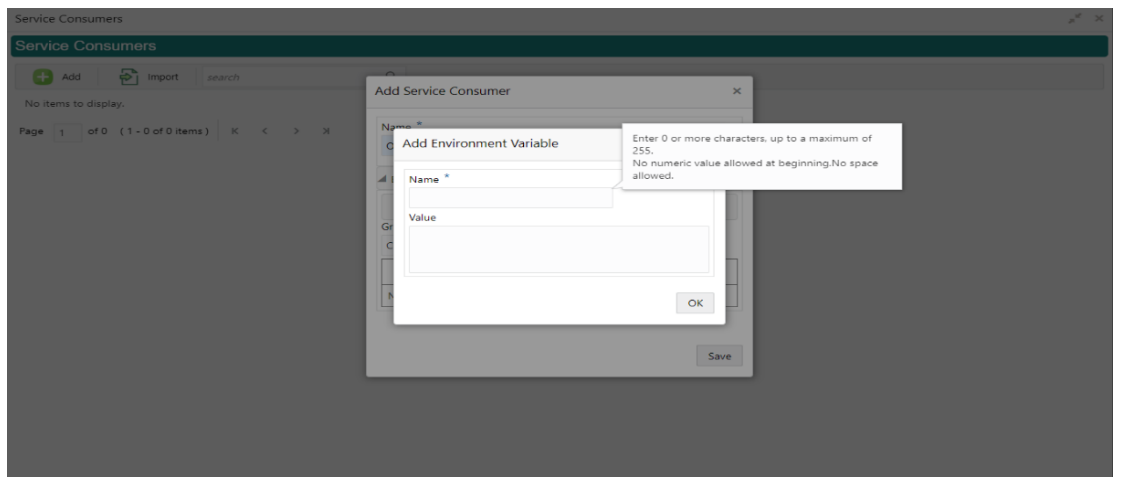 Service Consumers
Service Consumers
Add Import search
No items to display.
Page 1 of 0 (1 - 0 of 0 items) K < > Ж
Add Service Consumer
Name *
Add Environment Variable
Enter 0 or more characters, up to a maximum of
255.
No numeric value allowed at beginning.No space
allowed.
Name *
Value
Gr
OK
Save